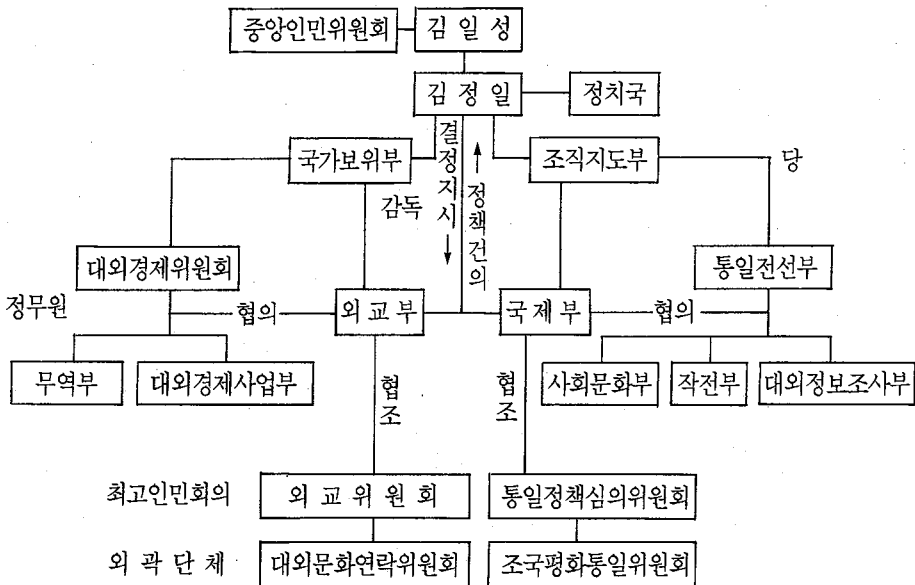 중앙인민위원회 김 일 성
김 정 일 정치국
국가보위부 결정지시 정책건의 조직지도부 당
감독
대외경제위원회 통일전선부
정무원 협의 외 교 부 국 제 부 협의
무역부 대외경제사업부 협조 협조 사회문화부 작전부 대외정보조사부
최고인민회의 외 교 위 원 회 통일정책심의위원회
외 곽 단 체 대외문화연락위원회 조국평화통일위원회